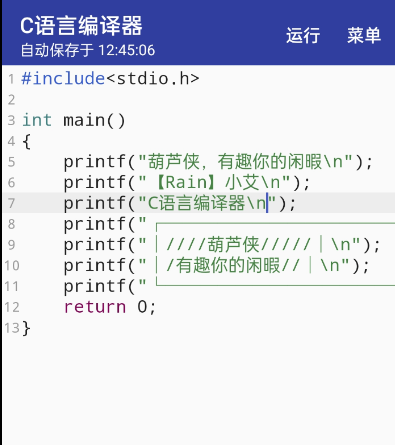 C语言编译器
自动保存于 12:45:06
运行 菜单
1 #include<stdio.h>
2
3 int main()
4 {
5     printf("葫芦侠，有趣你的闲暇\n");
6     printf("【Rain】小艾\n");
7     printf("C语言编译器\n");
8     printf("┌──────────────
9     printf("│////葫芦侠/////│\n");
10     printf("│/有趣你的闲暇//│\n");
11     printf("└──────────────
12     return 0;
13 }